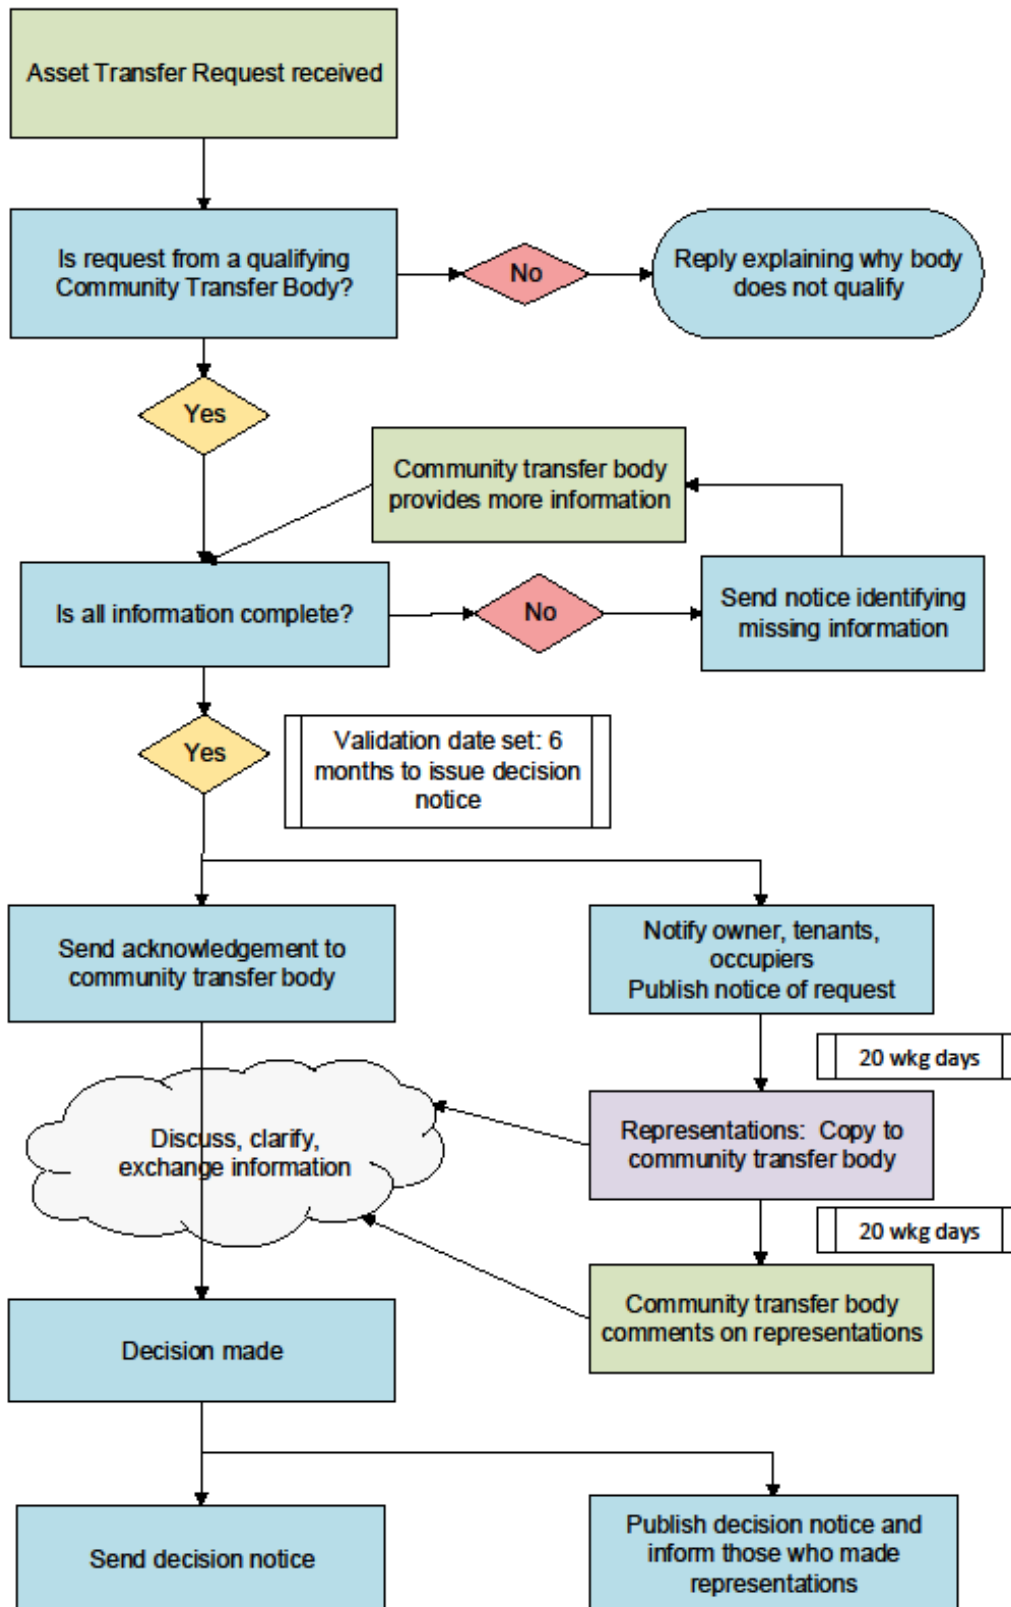 Asset Transfer Request received
Is request from a qualifying
Community Transfer Body?
No
Reply explaining why body
does not qualify
Yes
Community transfer body
provides more information
Is all information complete?
No
Send notice identifying
missing information
Yes
Validation date set: 6
months to issue decision
notice
Send acknowledgement to
community transfer body
Notify owner, tenants,
occupiers
Publish notice of request
20 wkg days
Discuss, clarify,
exchange information
Representations: Copy to
community transfer body
20 wkg days
Community transfer body
comments on representations
Decision made
Send decision notice
Publish decision notice and
inform those who made
representations